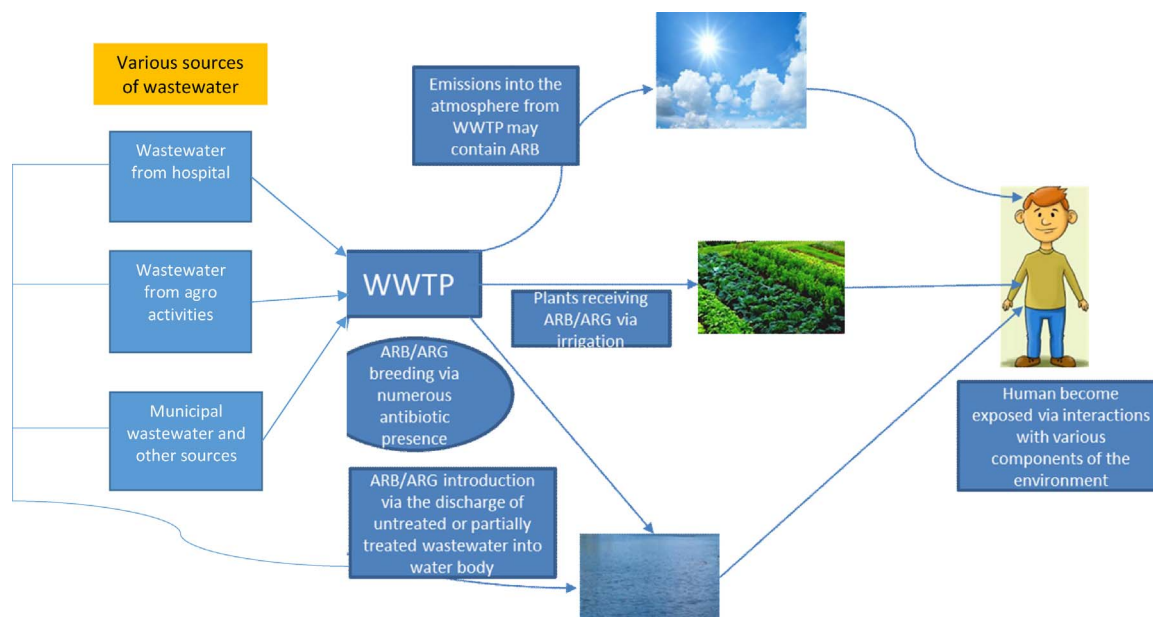 Various sources
of wastewater
Wastewater
from hospital
Wastewater
from agro
activities
Municipal
wastewater and
other sources
WWTP
ARB/ARG
breeding via
numerous
antibiotic
presence
ARB/ARG introduction
via the discharge of
untreated or partially
treated wastewater into
water body
Emissions into the
atmosphere from
WWTP may
contain ARB
Plants receiving
ARB/ARG via
irrigation
Human become
exposed via interactions
with various
components of the
environment